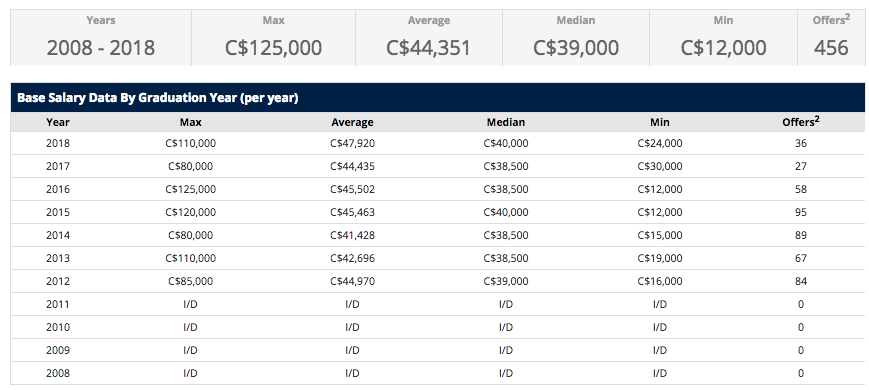 Years Max Average Median Min Offers2
2008 - 2018 C$125,000 C$44,351 C$39,000 C$12,000 456
Base Salary Data By Graduation Year (per year)
Year Max Average Median Min Offers2
2018 C$110,000 C$47,920 C$40,000 C$24,000 36
2017 C$80,000 C$44,435 C$38,500 C$30,000 27
2016 C$125,000 C$45,502 C$38,500 C$12,000 58
2015 C$120,000 C$45,463 C$40,000 C$12,000 95
2014 C$80,000 C$41,428 C$38,500 C$15,000 89
2013 C$110,000 C$42,696 C$38,500 C$19,000 67
2012 C$85,000 C$44,970 C$39,000 C$16,000 84
2011 I/D I/D I/D I/D 0
2010 I/D I/D I/D I/D 0
2009 I/D I/D I/D I/D 0
2008 I/D I/D I/D I/D 0